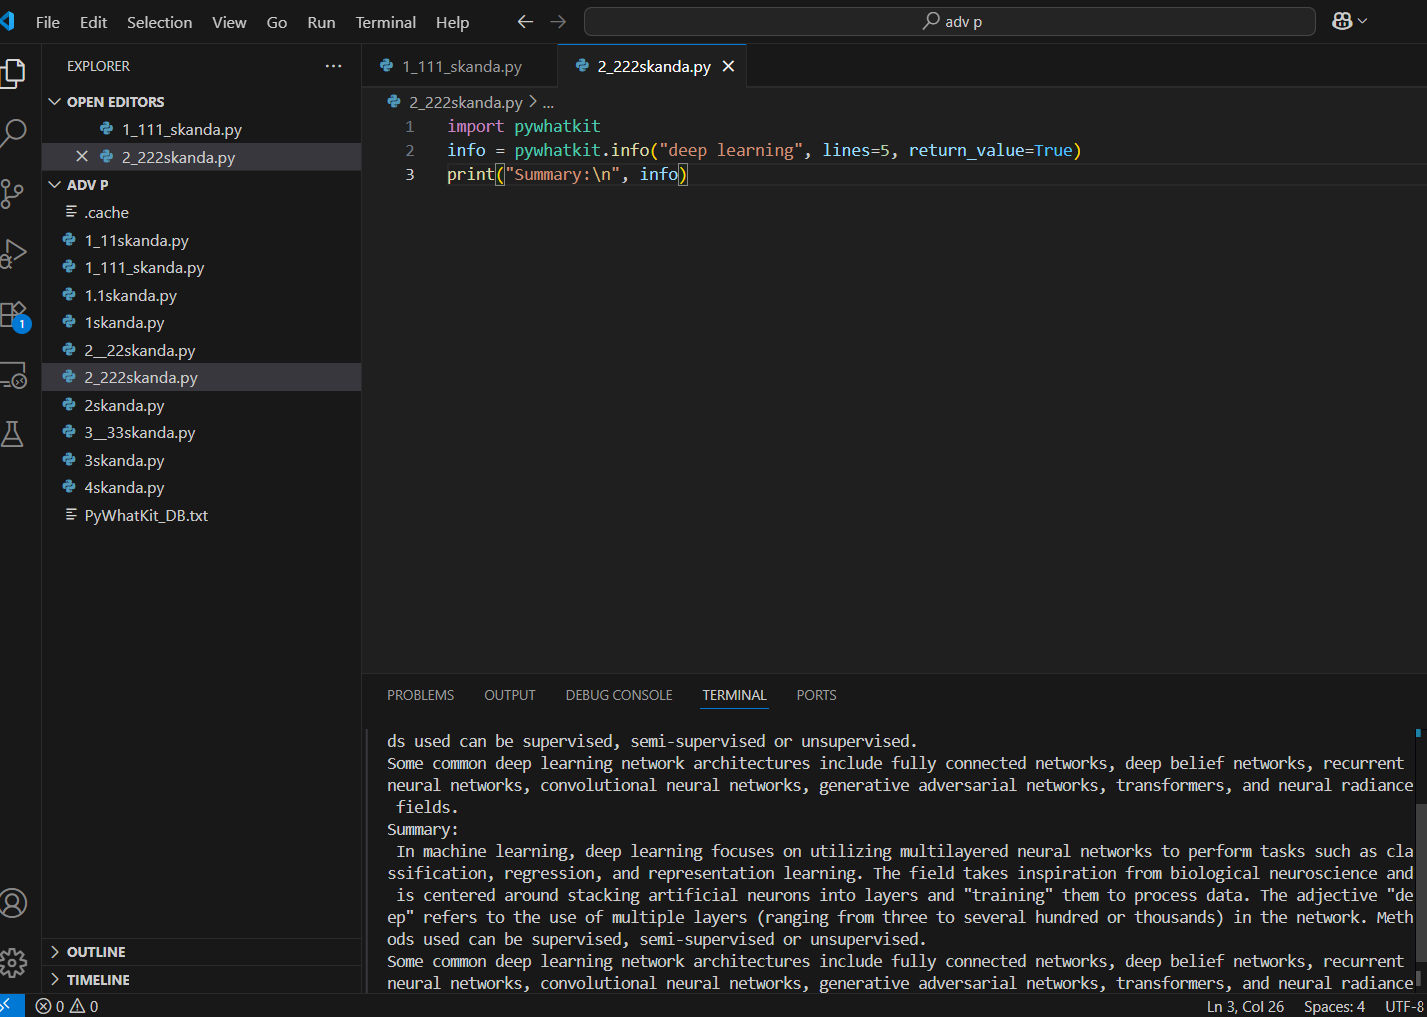 File Edit Selection View Go Run Terminal Help
adv p
EXPLORER
OPEN EDITORS
1_111_skanda.py
2_222skanda.py
ADV P
.cache
1_11skanda.py
1_111_skanda.py
1.1skanda.py
1skanda.py
2__22skanda.py
2_222skanda.py
2skanda.py
3__33skanda.py
3skanda.py
4skanda.py
PyWhatKit_DB.txt
OUTLINE
TIMELINE
1_111_skanda.py
2_222skanda.py
2_222skanda.py > ...
1 import pywhatkit
2 info = pywhatkit.info("deep learning", lines=5, return_value=True)
3 print("Summary:\n", info)
PROBLEMS OUTPUT DEBUG CONSOLE TERMINAL PORTS
ds used can be supervised, semi-supervised or unsupervised.
Some common deep learning network architectures include fully connected networks, deep belief networks, recurrent
neural networks, convolutional neural networks, generative adversarial networks, transformers, and neural radiance
fields.
Summary:
In machine learning, deep learning focuses on utilizing multilayered neural networks to perform tasks such as cla
ssification, regression, and representation learning. The field takes inspiration from biological neuroscience and
is centered around stacking artificial neurons into layers and "training" them to process data. The adjective "de
ep" refers to the use of multiple layers (ranging from three to several hundred or thousands) in the network. Meth
ods used can be supervised, semi-supervised or unsupervised.
Some common deep learning network architectures include fully connected networks, deep belief networks, recurrent
neural networks, convolutional neural networks, generative adversarial networks, transformers, and neural radiance
1
0 0
Ln 3, Col 26 Spaces: 4 UTF-8